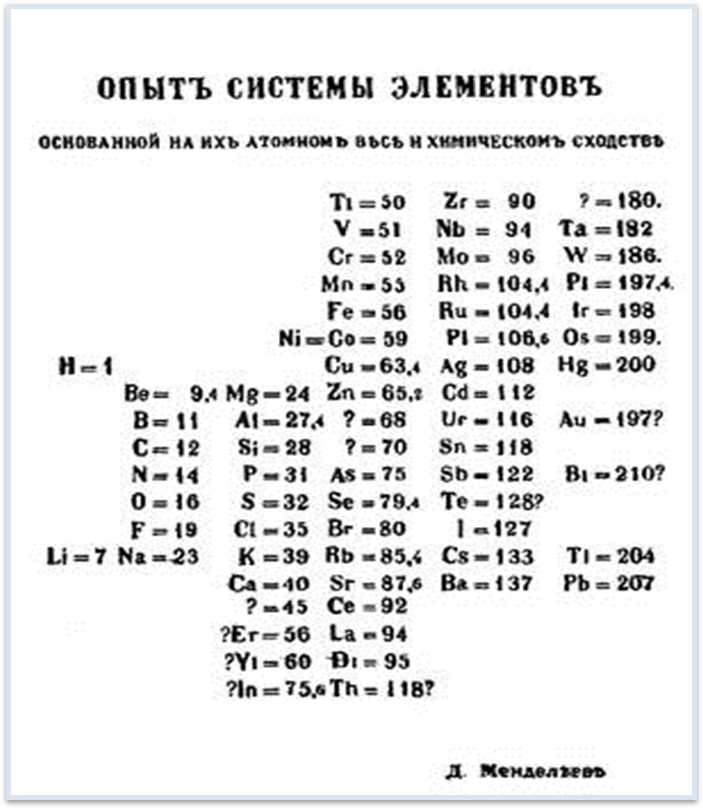 ОПЫТЪ СИСТЕМЫ ЭЛЕМЕНТОВЪ
ОСНОВАННОЙ НА ИХЪ АТОМНОМЪ ВѢСѢ И ХИМИЧЕСКОМЪ СХОДСТВѢ
Ti = 50 Zr = 90 ? = 180.
V = 51 Nb = 94 Ta = 182
Cr = 52 Mo = 96 W = 186.
Mn = 55 Rh = 104,4 Pt = 197,4.
Fe = 56 Ru = 104,4 Ir = 198
Ni = Co = 59 Pl = 106,6 Os = 199.
H = 1 Cu = 63,4 Ag = 108 Hg = 200
Be = 9,4 Mg = 24 Zn = 65,2 Cd = 112
B = 11 Al = 27,4 ? = 68 Ur = 116 Au = 197?
C = 12 Si = 28 ? = 70 Sn = 118
N = 14 P = 31 As = 75 Sb = 122 Bi = 210?
O = 16 S = 32 Se = 79,4 Te = 128?
F = 19 Cl = 35 Br = 80 I = 127
Li = 7 Na = 23 K = 39 Rb = 85,4 Cs = 133 Tl = 204
Ca = 40 Sr = 87,6 Ba = 137 Pb = 207
? = 45 Ce = 92
?Er = 56 La = 94
?Yt = 60 Di = 95
?In = 75,6 Th = 118?
Д. Менделѣевъ